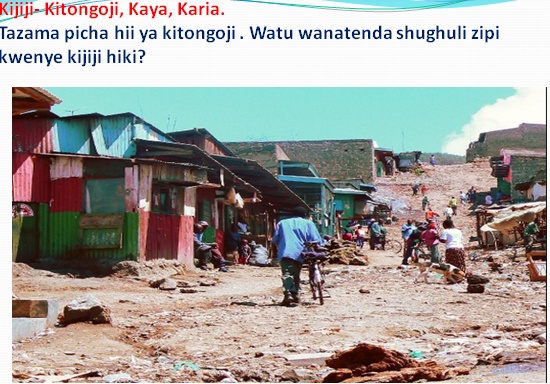 Kijiji- Kitongoji, Kaya, Karia.
Tazama picha hii ya kitongoji . Watu wanatenda shughuli zipi
kwenye kijiji hiki?